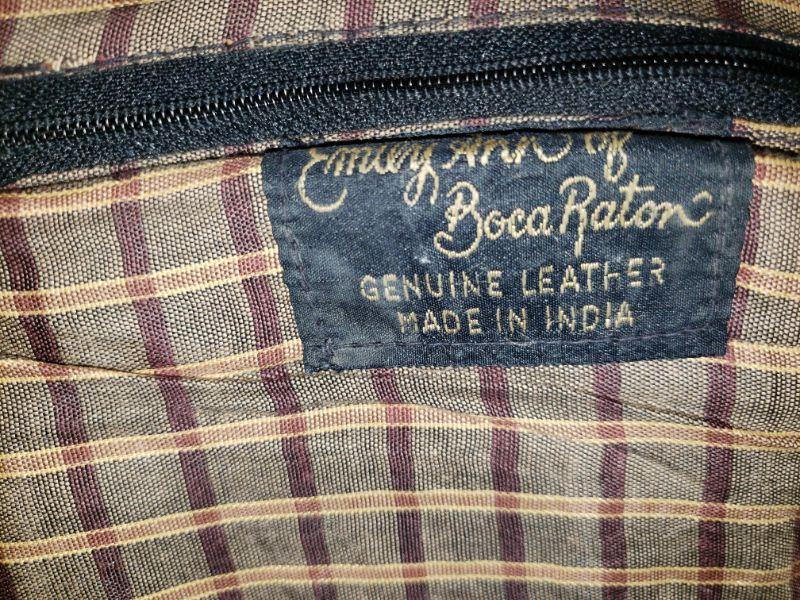 Emily Ann of
Boca Raton
GENUINE LEATHER
MADE IN INDIA